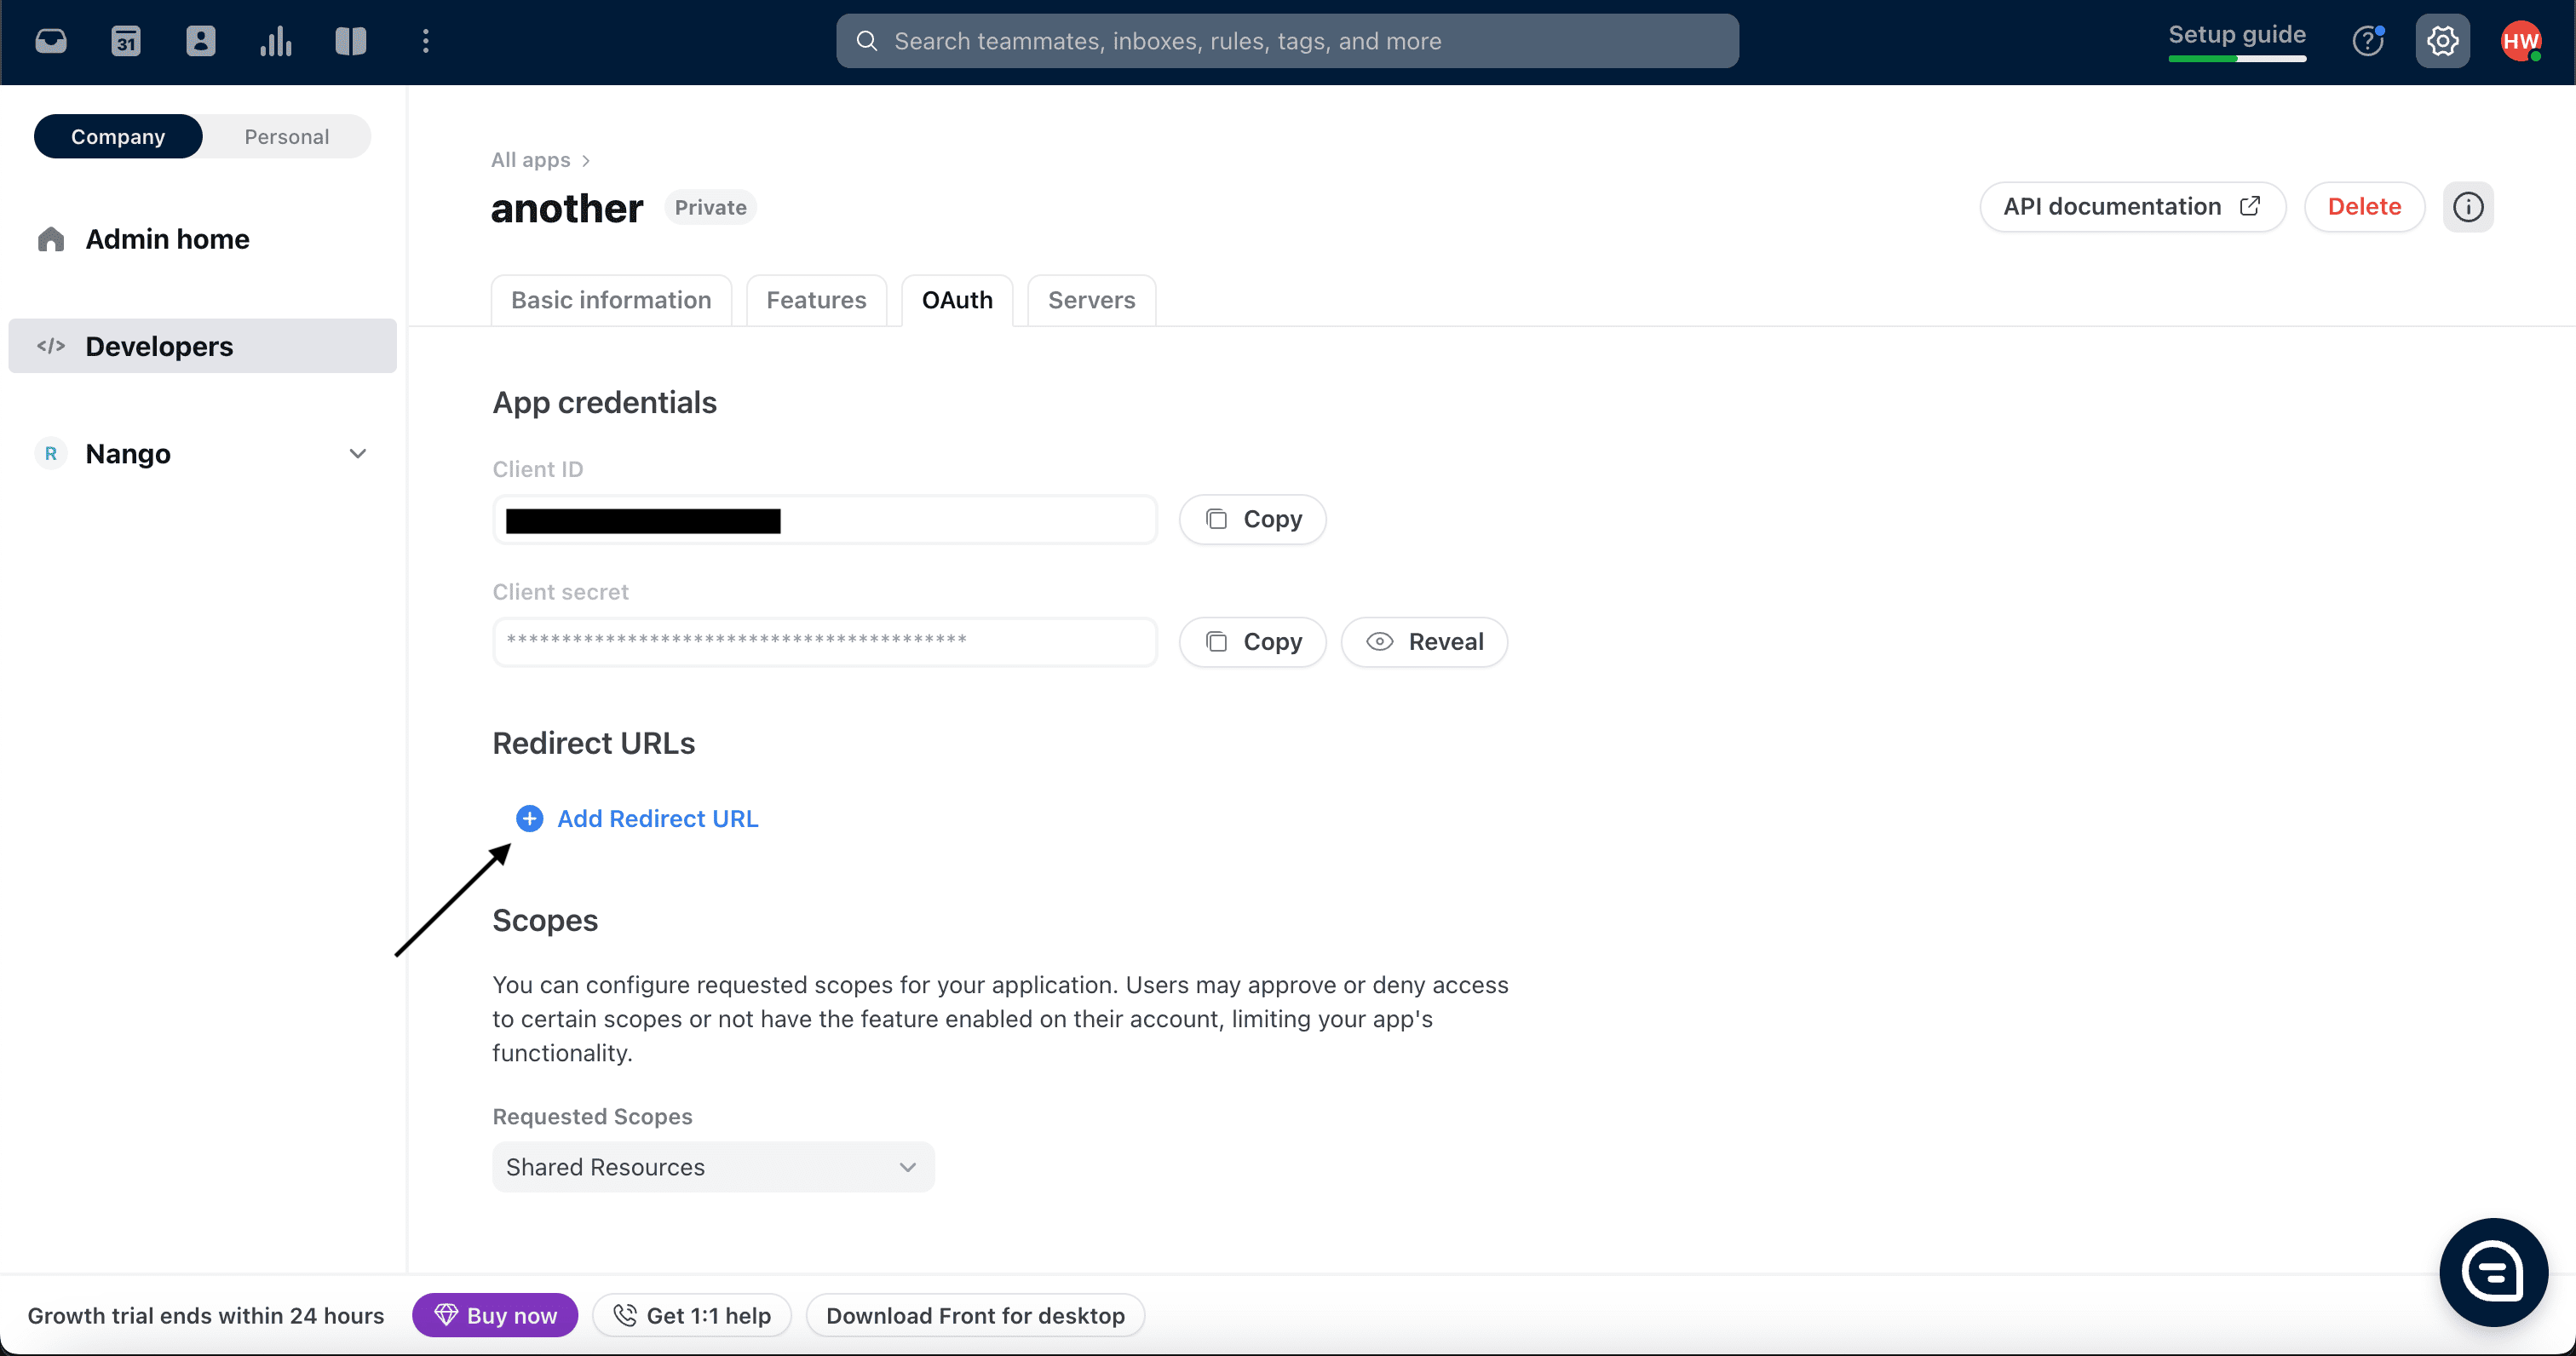 31
Search teammates, inboxes, rules, tags, and more
Setup guide
HW
Company
Personal
Admin home
Developers
R
Nango
All apps
another
Private
API documentation
Delete
Basic information
Features
OAuth
Servers
App credentials
Client ID
Copy
Client secret
******************************************
Copy
Reveal
Redirect URLs
Add Redirect URL
Scopes
You can configure requested scopes for your application. Users may approve or deny access
to certain scopes or not have the feature enabled on their account, limiting your app's
functionality.
Requested Scopes
Shared Resources
Growth trial ends within 24 hours
Buy now
Get 1:1 help
Download Front for desktop